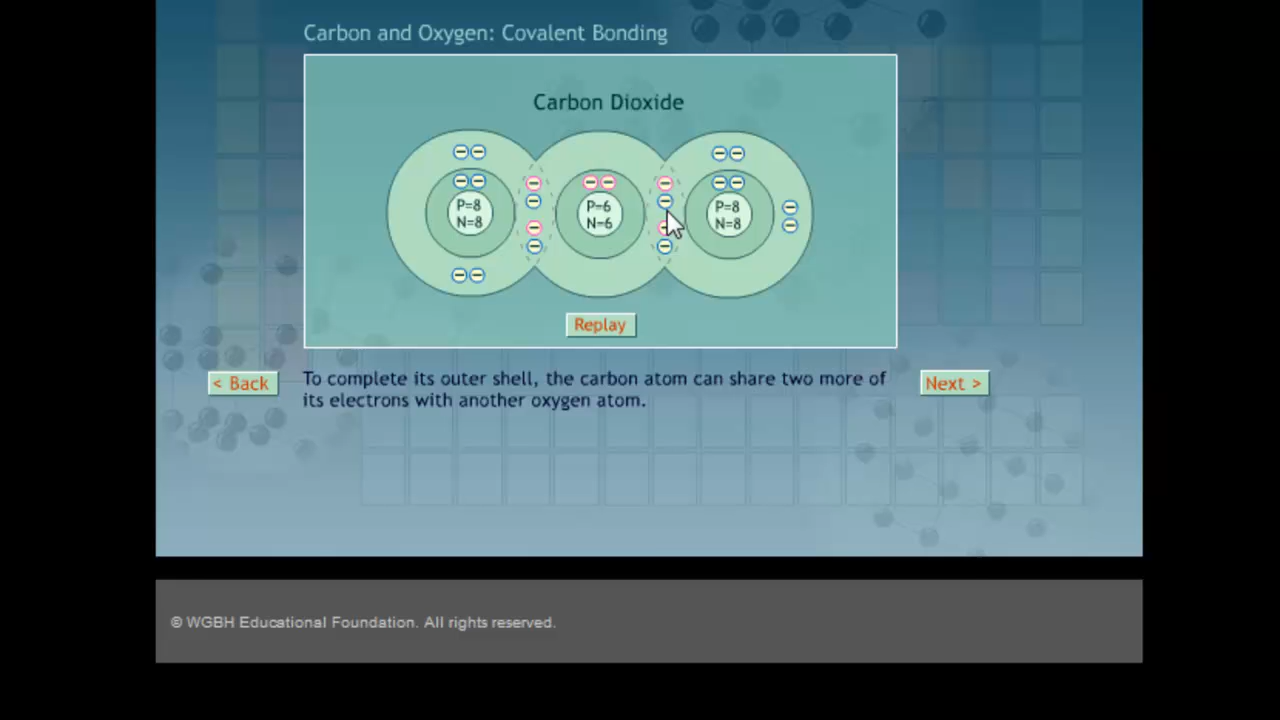 Carbon and Oxygen: Covalent Bonding
Carbon Dioxide
P=8
N=8
P=6
N=6
P=8
N=8
Replay
< Back
To complete its outer shell, the carbon atom can share two more of
its electrons with another oxygen atom.
Next >
© WGBH Educational Foundation. All rights reserved.